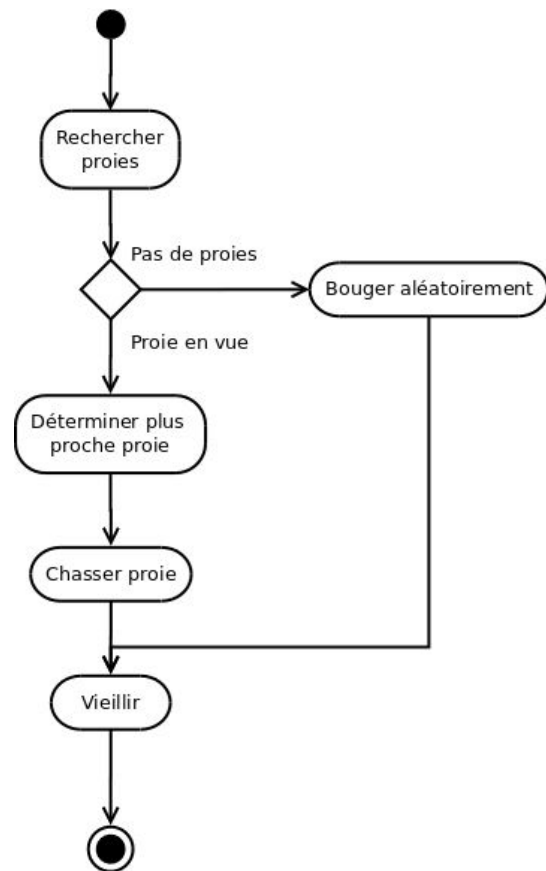 Rechercher
proies
Pas de proies
Bouger aléatoirement
Proie en vue
Déterminer plus
proche proie
Chasser proie
Vieillir